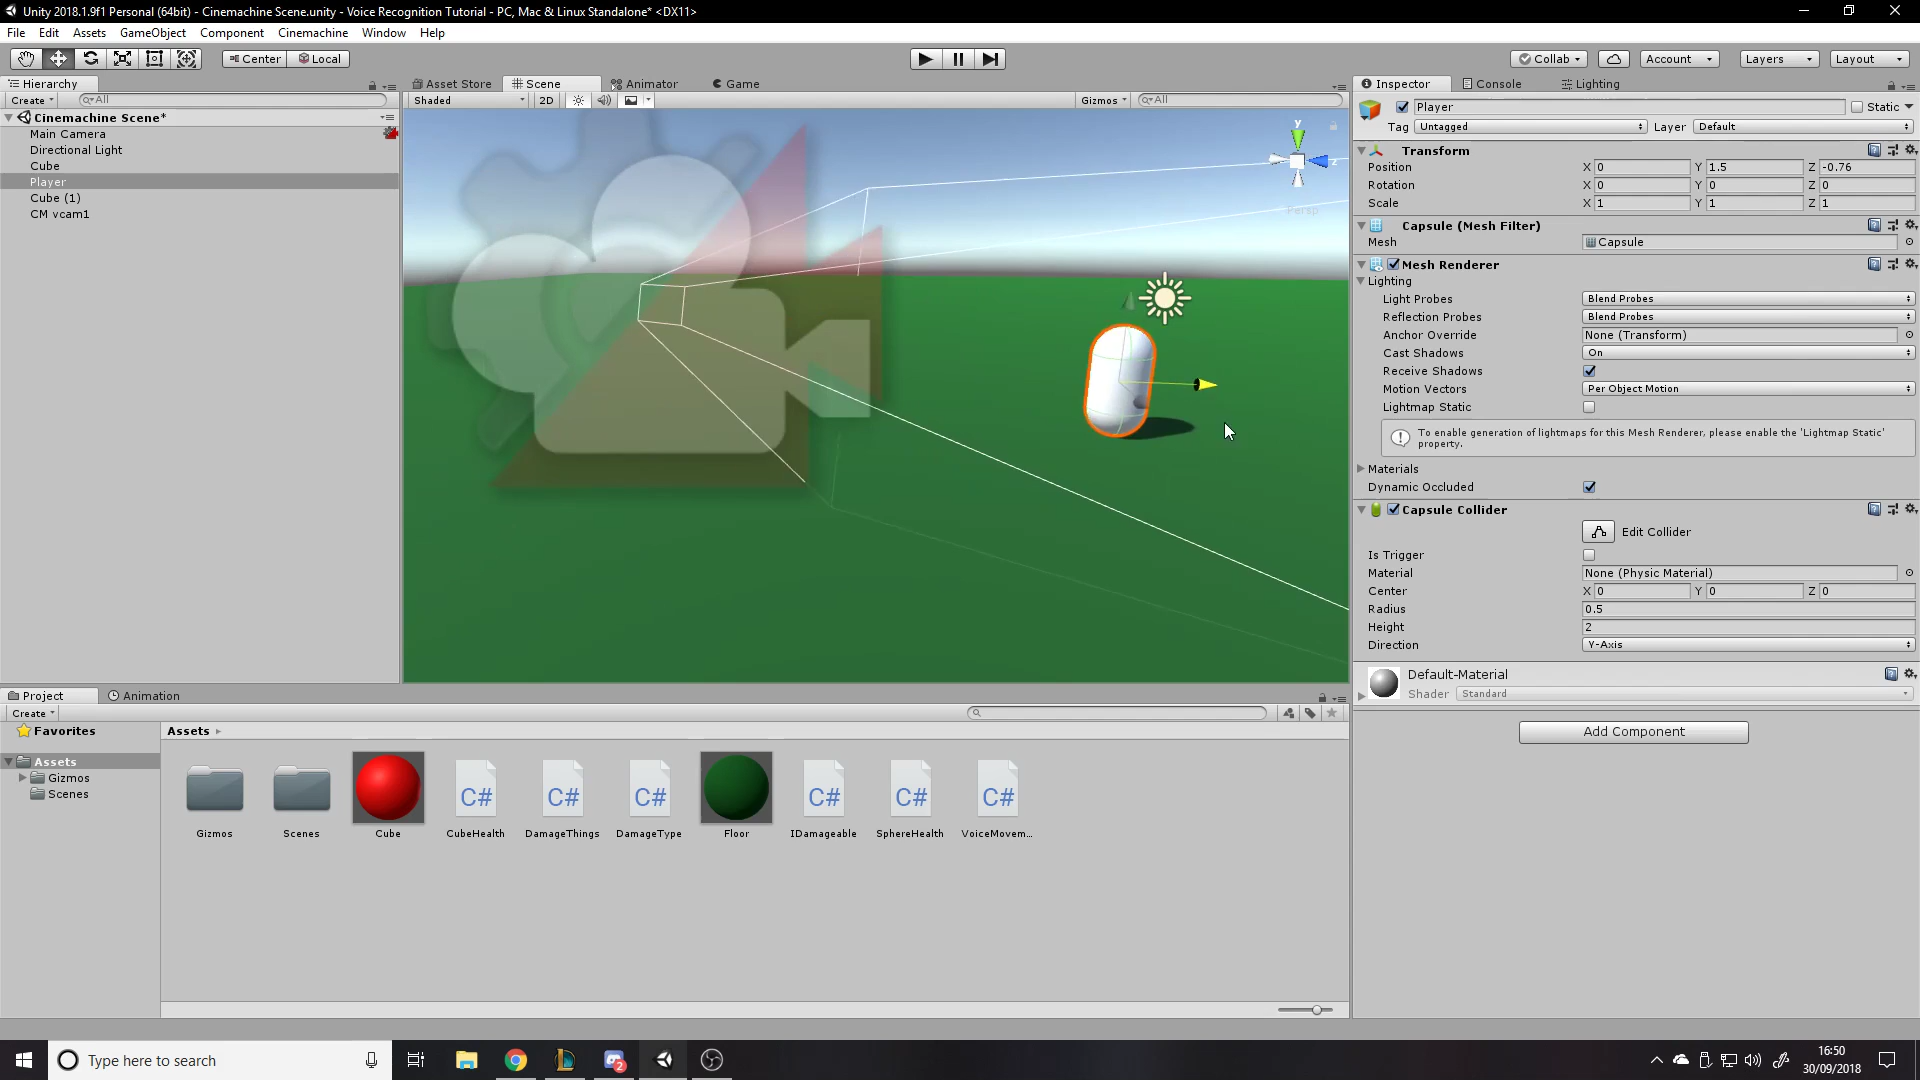 Unity 2018.1.9f1 Personal (64bit) - Cinemachine Scene.unity - Voice Recognition Tutorial - PC, Mac & Linux Standalone* <DX11>
File Edit Assets GameObject Component Cinemachine Window Help
Center Local Collab Account Layers Layout
Hierarchy
Create All
Cinemachine Scene*
Main Camera
Directional Light
Cube
Player
Cube (1)
CM vcam1
Asset Store Scene Animator Game
Shaded 2D Gizmos All
y
z
Persp
Inspector Console Lighting
Player Static
Tag Untagged Layer Default
Transform
Position X 0 Y 1.5 Z -0.76
Rotation X 0 Y 0 Z 0
Scale X 1 Y 1 Z 1
Capsule (Mesh Filter)
Mesh Capsule
Mesh Renderer
Lighting
Light Probes Blend Probes
Reflection Probes Blend Probes
Anchor Override None (Transform)
Cast Shadows On
Receive Shadows
Motion Vectors Per Object Motion
Lightmap Static
To enable generation of lightmaps for this Mesh Renderer, please enable the 'Lightmap Static'
property.
Materials
Dynamic Occluded
Capsule Collider
Edit Collider
Is Trigger
Material None (Physic Material)
Center X 0 Y 0 Z 0
Radius 0.5
Height 2
Direction Y-Axis
Default-Material
Shader Standard
Add Component
Project Animation
Create
Favorites
Assets
Gizmos
Scenes
Assets
C# C# C# C# C# C#
Gizmos Scenes Cube CubeHealth DamageThings DamageType Floor IDamageable SphereHealth VoiceMovem...
Type here to search
2
16:50
30/09/2018